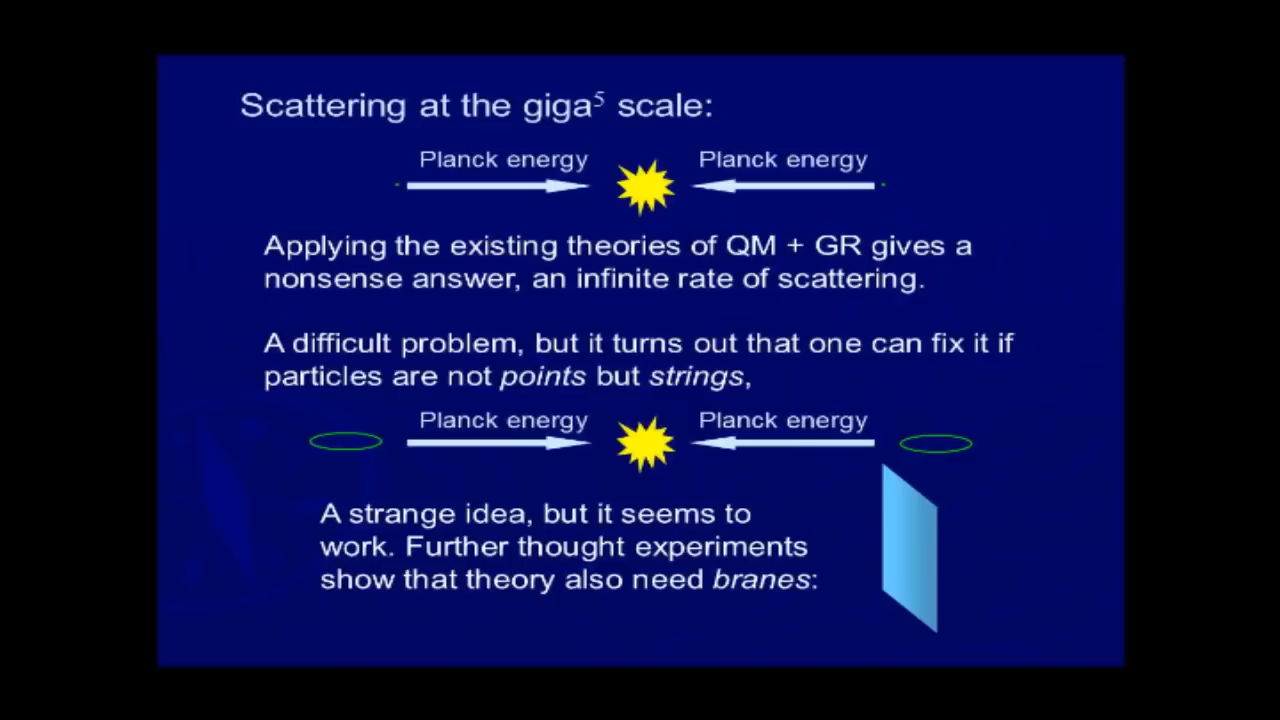 Scattering at the giga⁵ scale:
Planck energy Planck energy
Applying the existing theories of QM + GR gives a
nonsense answer, an infinite rate of scattering.
A difficult problem, but it turns out that one can fix it if
particles are not points but strings,
Planck energy Planck energy
A strange idea, but it seems to
work. Further thought experiments
show that theory also need branes: